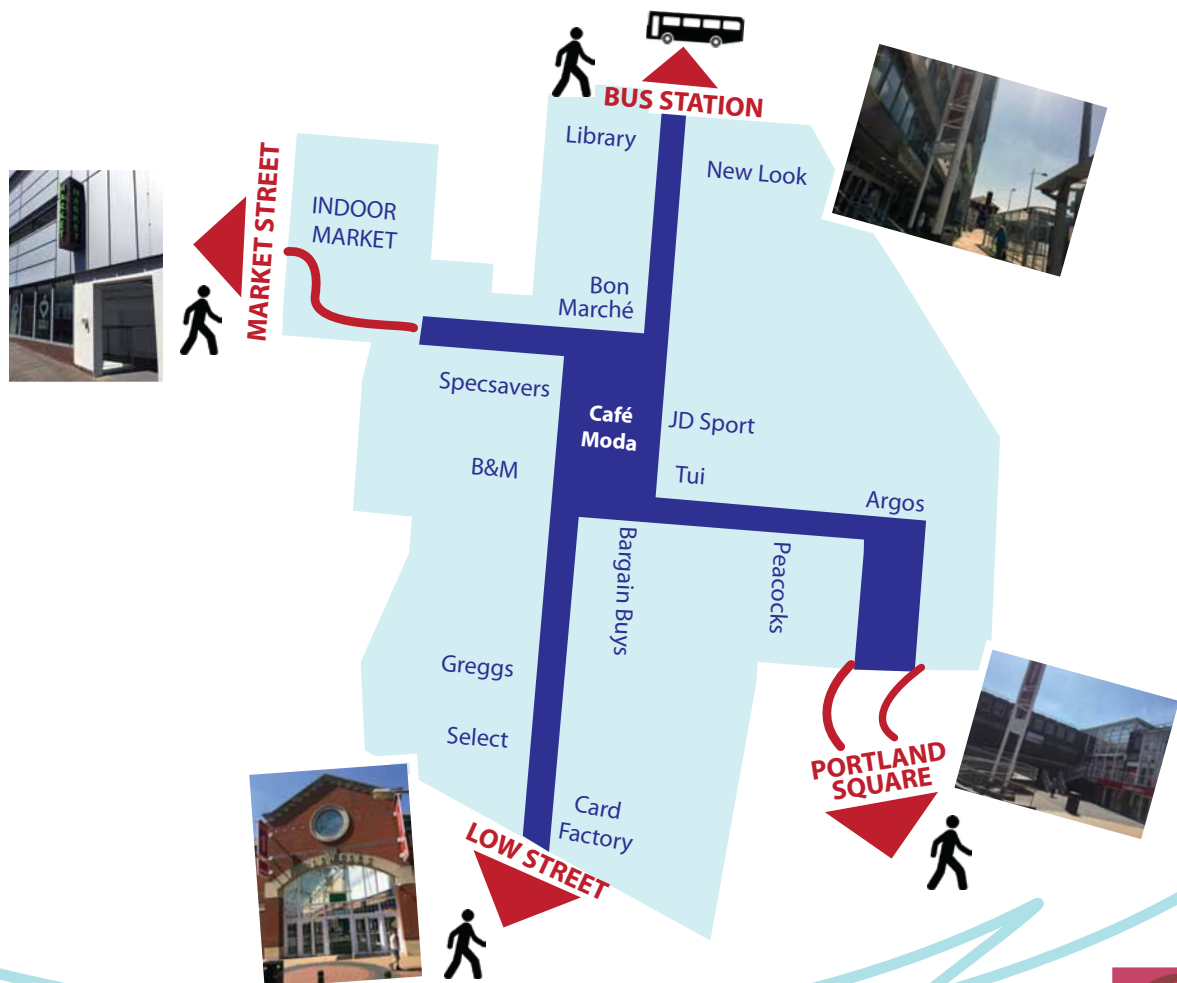 BUS STATION
Library
New Look
MARKET STREET
INDOOR
MARKET
MARKET
Bon
Marché
Specsavers
Café
Moda
JD Sport
B&M
Tui
Argos
Bargain Buys
Peacocks
Greggs
Select
PORTLAND
SQUARE
Card
Factory
LOW STREET